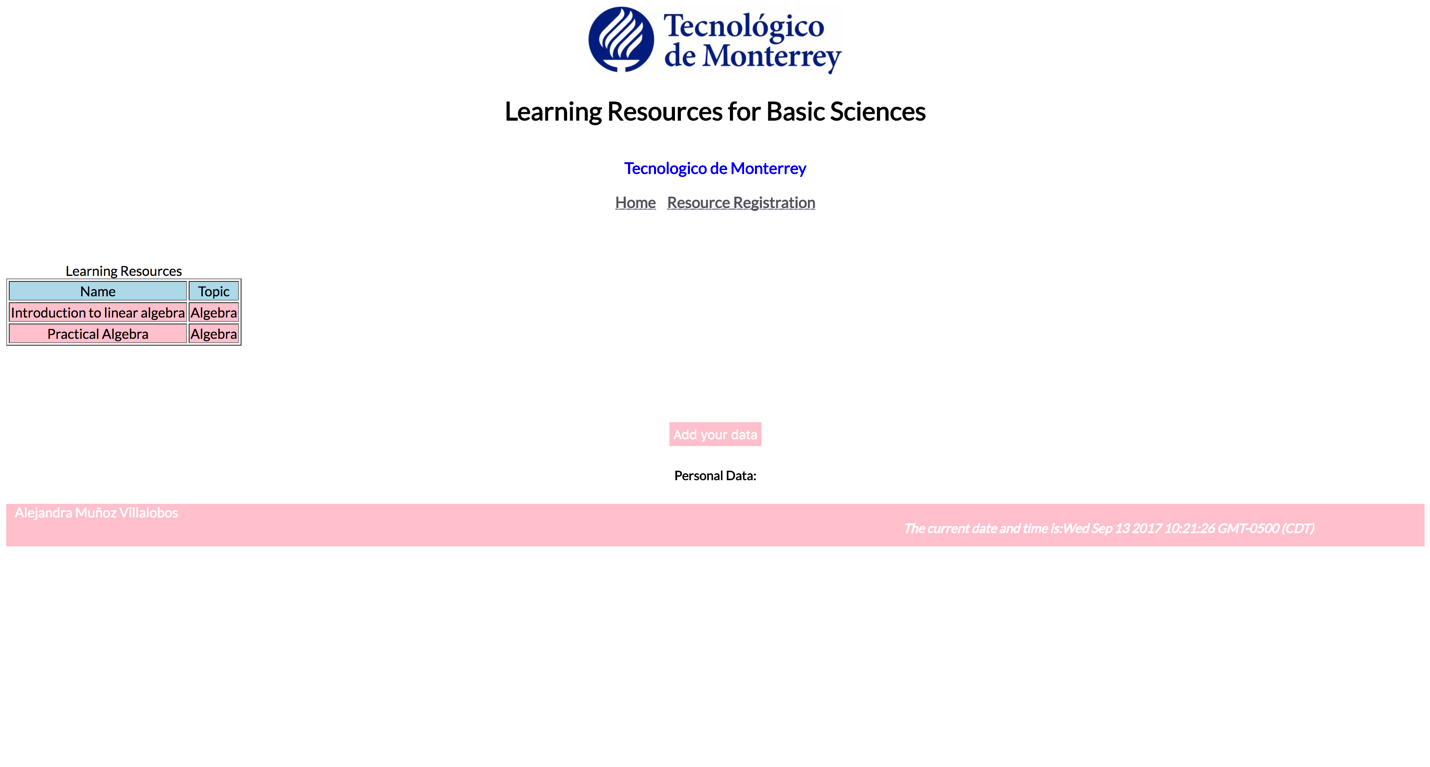 Tecnológico
de Monterrey
Learning Resources for Basic Sciences
Tecnologico de Monterrey
Home Resource Registration
Learning Resources
Name Topic
Introduction to linear algebra Algebra
Practical Algebra Algebra
Add your data
Personal Data:
Alejandra Muñoz Villalobos
The current date and time is:Wed Sep 13 2017 10:21:26 GMT-0500 (CDT)